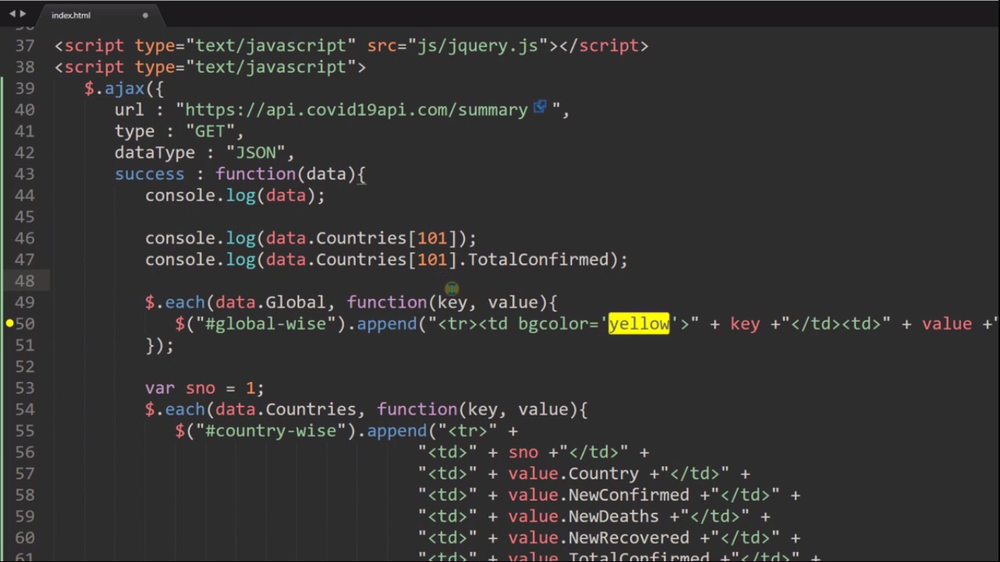 index.html
37 <script type="text/javascript" src="js/jquery.js"></script>
38 <script type="text/javascript">
39 $.ajax({
40 url : "https://api.covid19api.com/summary ",
41 type : "GET",
42 dataType : "JSON",
43 success : function(data){
44 console.log(data);
45
46 console.log(data.Countries[101]);
47 console.log(data.Countries[101].TotalConfirmed);
48
49 $.each(data.Global, function(key, value){
50 $("#global-wise").append("<tr><td bgcolor='yellow'>" + key +"</td><td>" + value +"
51 });
52
53 var sno = 1;
54 $.each(data.Countries, function(key, value){
55 $("#country-wise").append("<tr>" +
56 "<td>" + sno +"</td>" +
57 "<td>" + value.Country +"</td>" +
58 "<td>" + value.NewConfirmed +"</td>" +
59 "<td>" + value.NewDeaths +"</td>" +
60 "<td>" + value.NewRecovered +"</td>" +
61 "<td>" + value.TotalConfirmed +"</td>" +